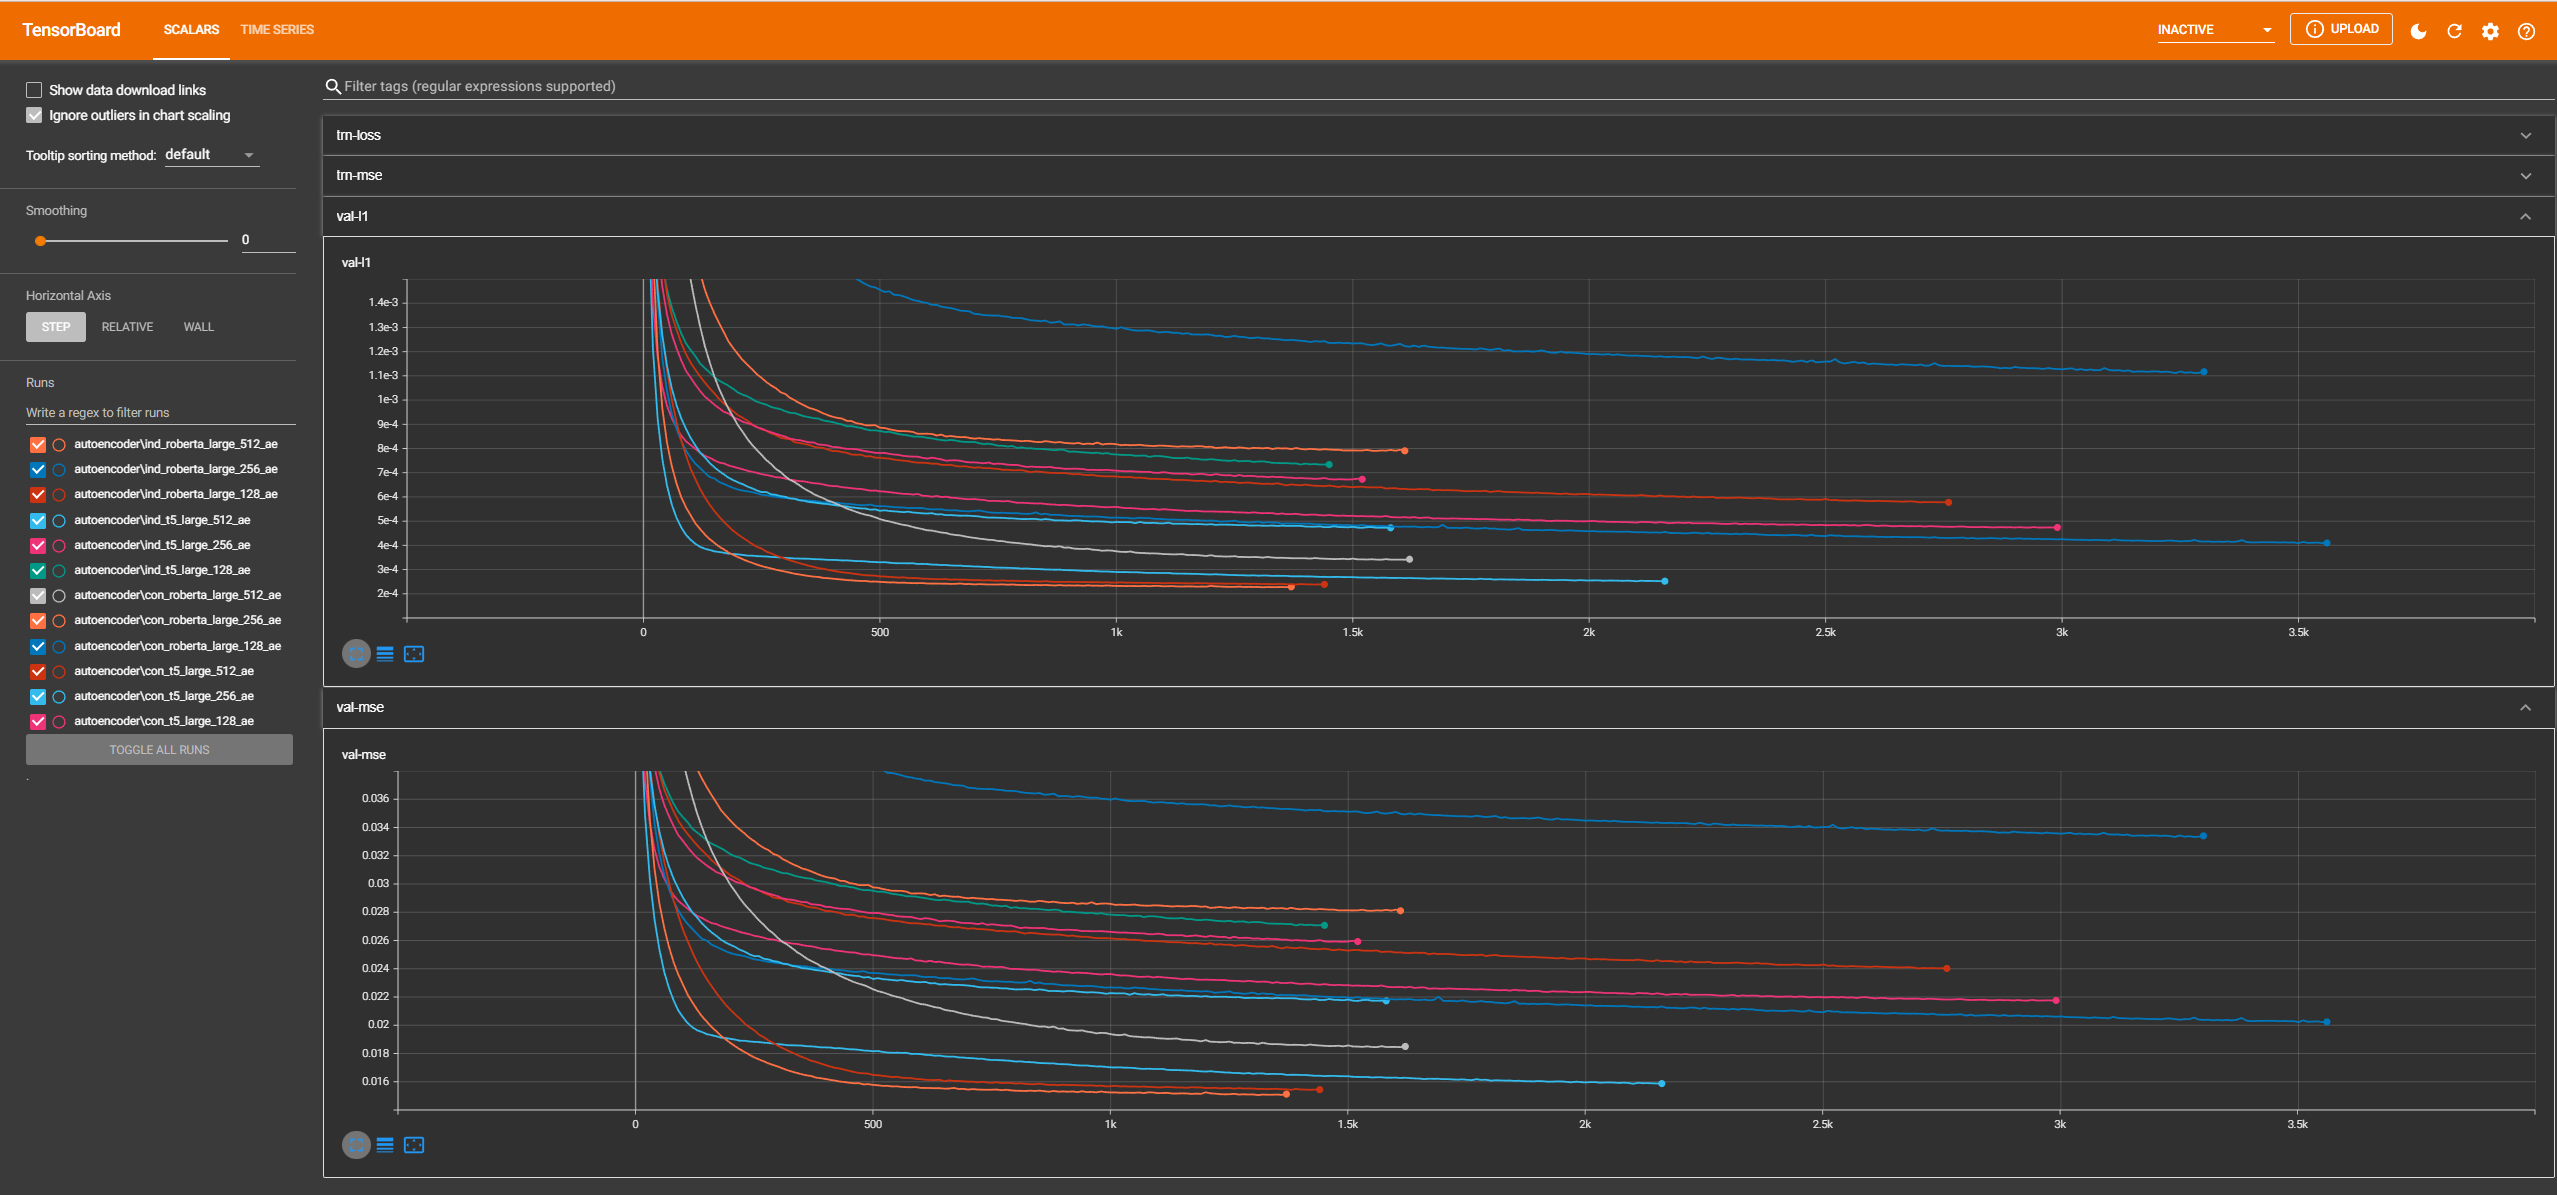 TensorBoard SCALARS TIME SERIES INACTIVE UPLOAD
Show data download links
Ignore outliers in chart scaling
Tooltip sorting method: default
Smoothing
0
Horizontal Axis
STEP RELATIVE WALL
Runs
Write a regex to filter runs
autoencoder\ind_roberta_large_512_ae
autoencoder\ind_roberta_large_256_ae
autoencoder\ind_roberta_large_128_ae
autoencoder\ind_t5_large_512_ae
autoencoder\ind_t5_large_256_ae
autoencoder\ind_t5_large_128_ae
autoencoder\con_roberta_large_512_ae
autoencoder\con_roberta_large_256_ae
autoencoder\con_roberta_large_128_ae
autoencoder\con_t5_large_512_ae
autoencoder\con_t5_large_256_ae
autoencoder\con_t5_large_128_ae
TOGGLE ALL RUNS
.
Filter tags (regular expressions supported)
trn-loss
trn-mse
val-l1
val-l1
1.4e-3
1.3e-3
1.2e-3
1.1e-3
1e-3
9e-4
8e-4
7e-4
6e-4
5e-4
4e-4
3e-4
2e-4
0 500 1k 1.5k 2k 2.5k 3k 3.5k
val-mse
val-mse
0.036
0.034
0.032
0.03
0.028
0.026
0.024
0.022
0.02
0.018
0.016
0 500 1k 1.5k 2k 2.5k 3k 3.5k